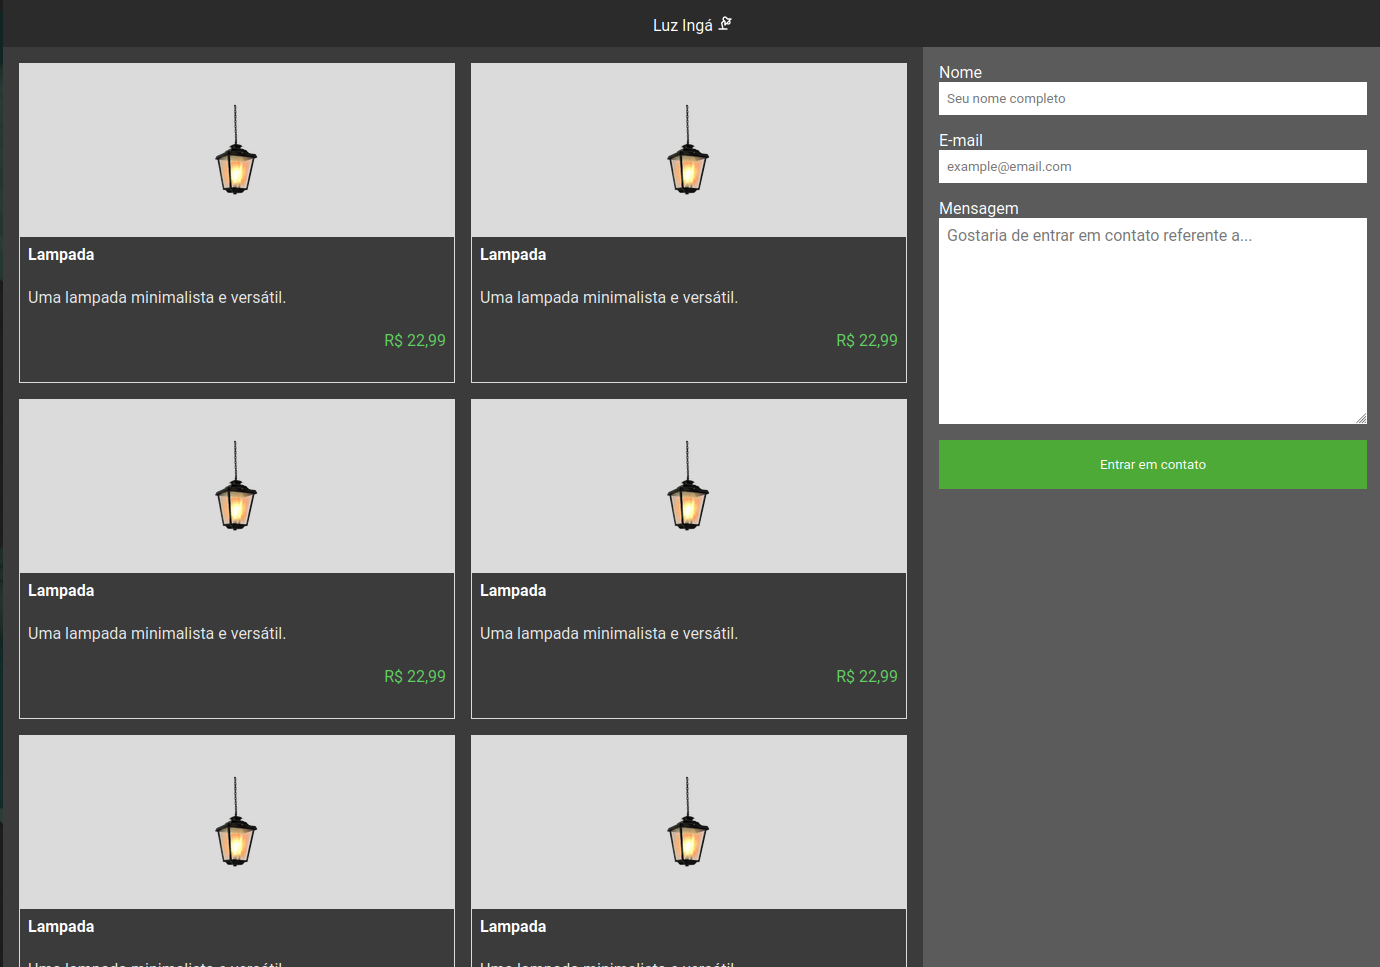 Luz Ingá
Lampada
Uma lampada minimalista e versátil.
R$ 22,99
Lampada
Uma lampada minimalista e versátil.
R$ 22,99
Lampada
Uma lampada minimalista e versátil.
R$ 22,99
Lampada
Uma lampada minimalista e versátil.
R$ 22,99
Lampada
Lampada
Nome
Seu nome completo
E-mail
example@email.com
Mensagem
Gostaria de entrar em contato referente a...
Entrar em contato